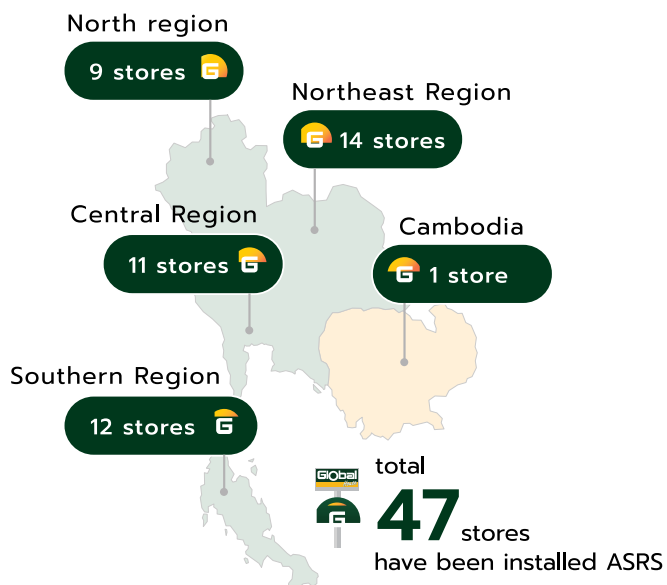 North region
9 stores G
Northeast Region
G 14 stores
Central Region
11 stores G
Cambodia
G 1 store
Southern Region
12 stores G
Global
G
total
47 stores
have been installed ASRS